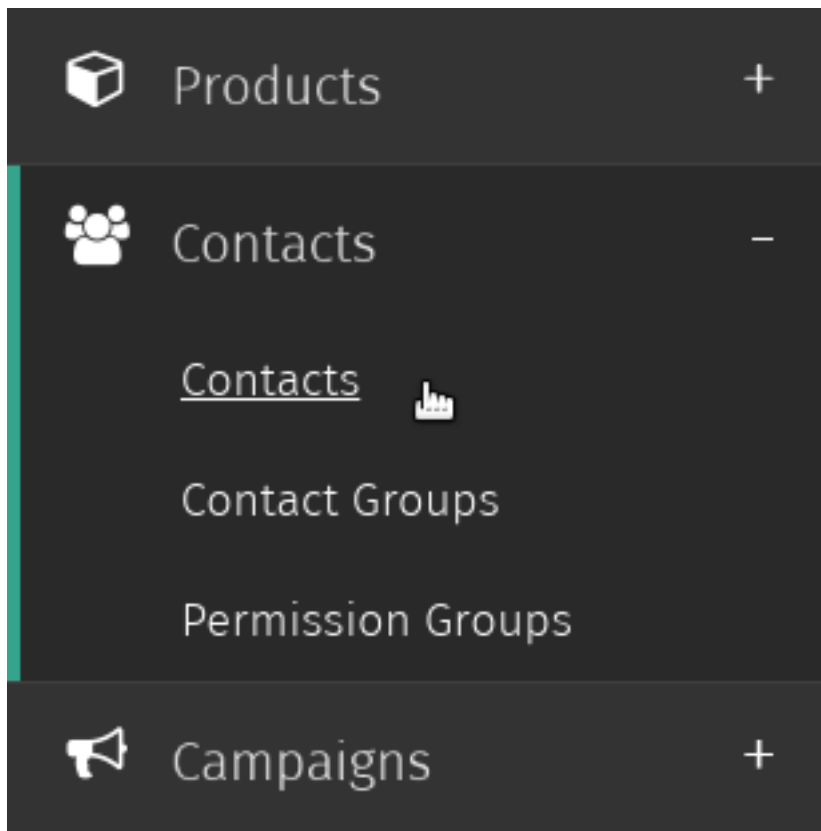 Products +
Contacts −
Contacts
Contact Groups
Permission Groups
Campaigns +